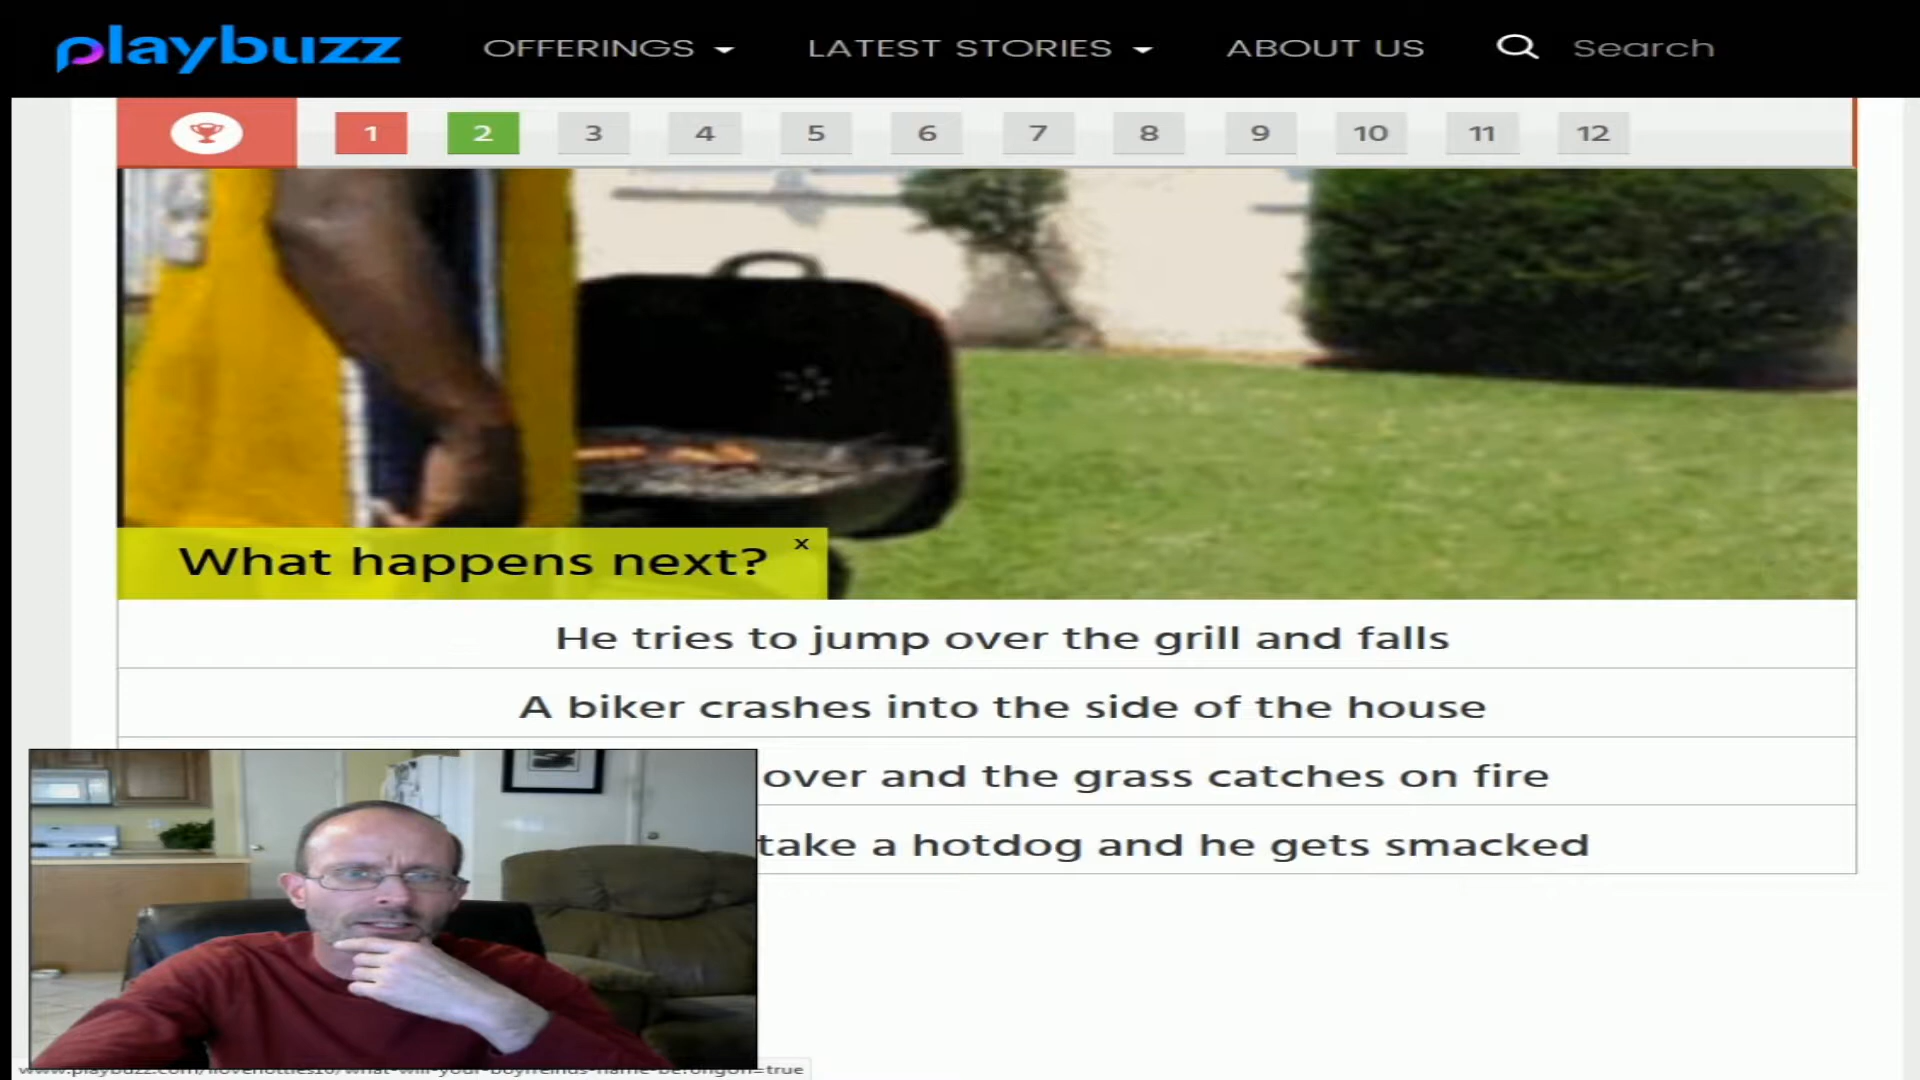 playbuzz OFFERINGS LATEST STORIES ABOUT US Search
1 2 3 4 5 6 7 8 9 10 11 12
What happens next? x
He tries to jump over the grill and falls
A biker crashes into the side of the house
over and the grass catches on fire
take a hotdog and he gets smacked